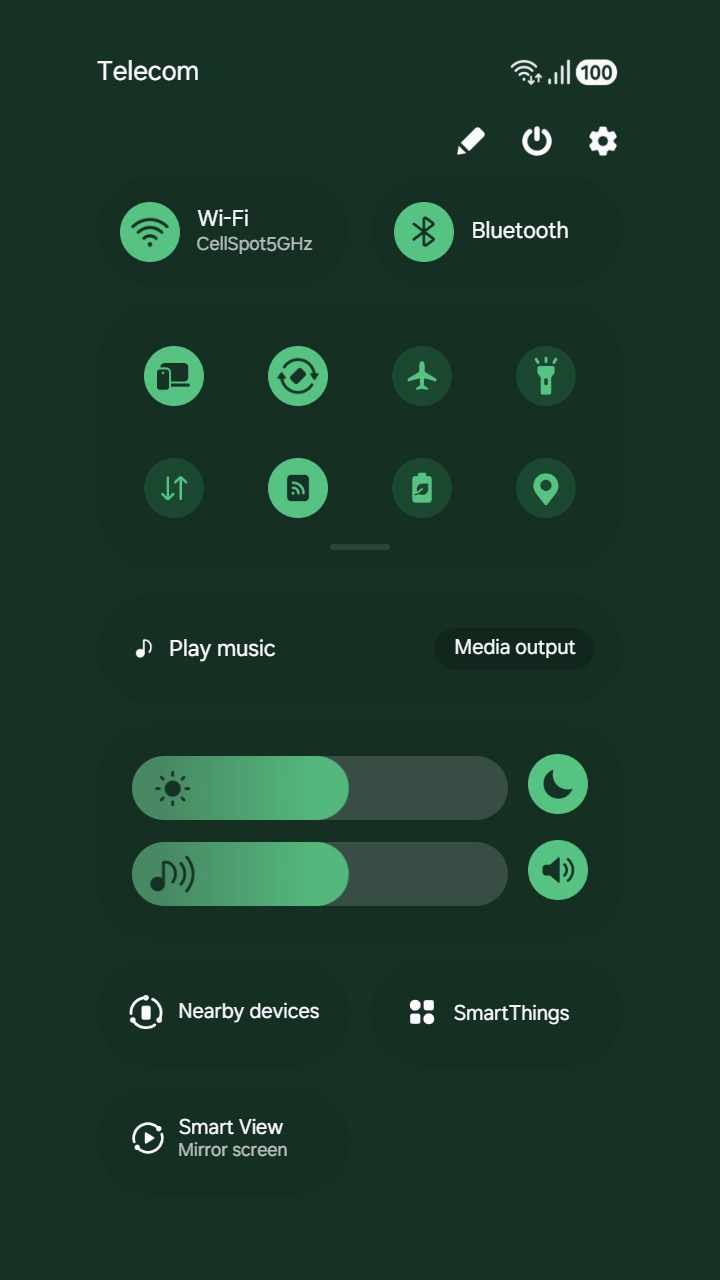 Telecom
100
Wi-Fi
CellSpot5GHz
Bluetooth
Play music
Media output
Nearby devices
SmartThings
Smart View
Mirror screen